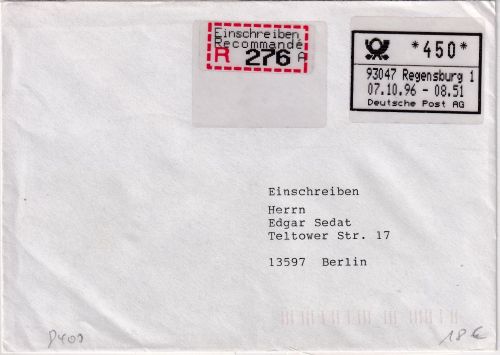 Einschreiben
Recommandé
R 276 A
*450*
93047 Regensburg 1
07.10.96 - 08.51
Deutsche Post AG
Einschreiben
Herrn
Edgar Sedat
Teltower Str. 17
13597 Berlin
18 €